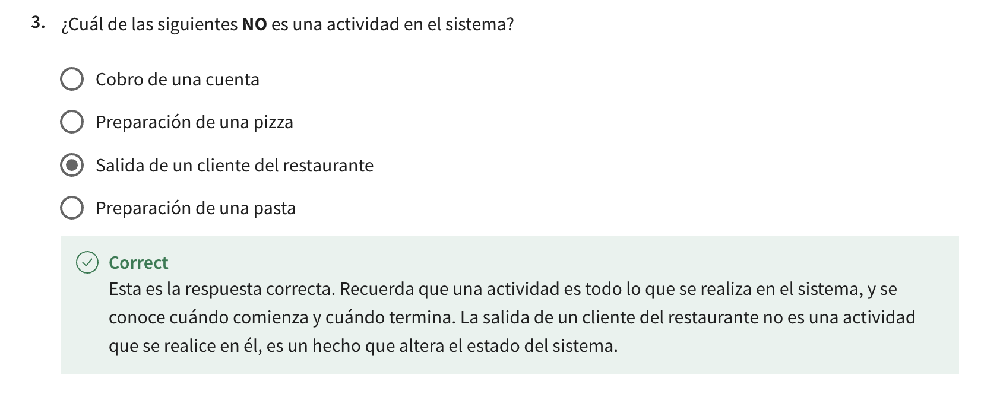 3. ¿Cuál de las siguientes NO es una actividad en el sistema?
Cobro de una cuenta
Preparación de una pizza
Salida de un cliente del restaurante
Preparación de una pasta
Correct
Esta es la respuesta correcta. Recuerda que una actividad es todo lo que se realiza en el sistema, y se
conoce cuándo comienza y cuándo termina. La salida de un cliente del restaurante no es una actividad
que se realice en él, es un hecho que altera el estado del sistema.